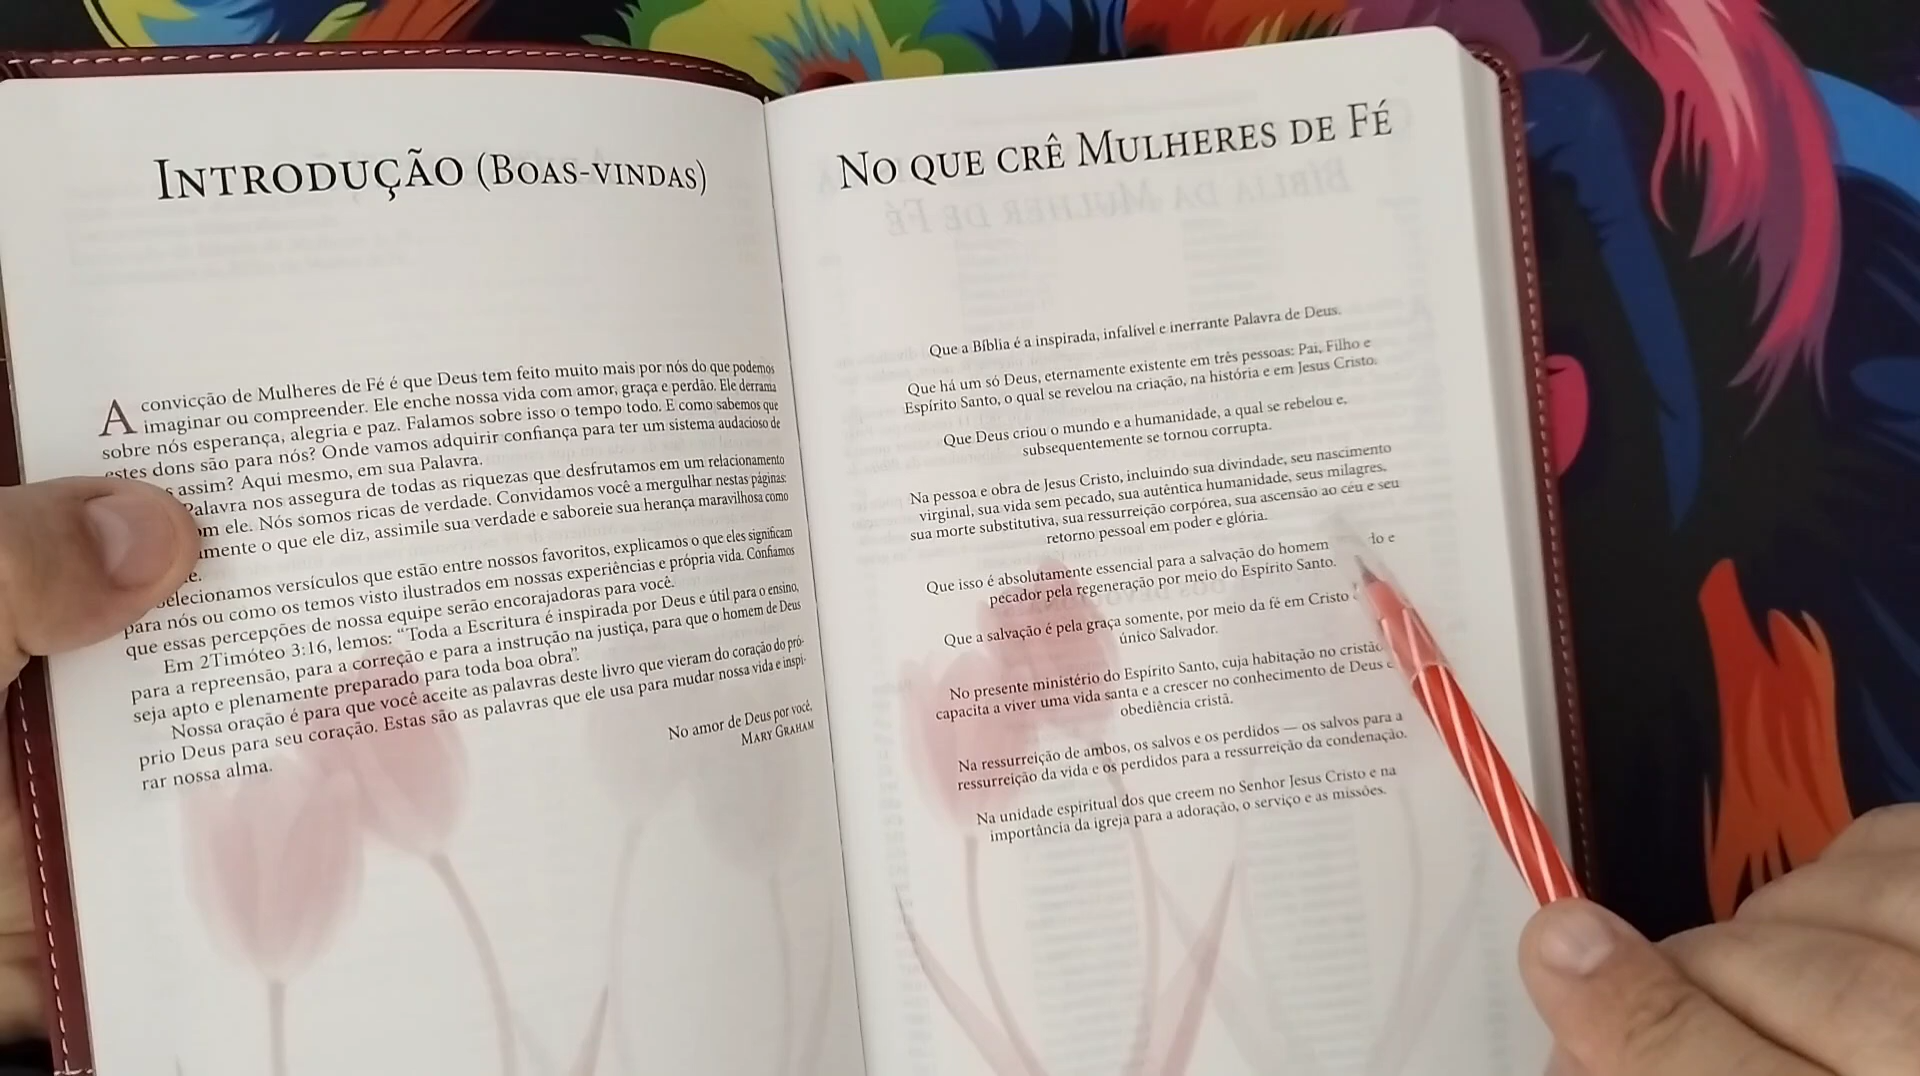 INTRODUÇÃO (BOAS-VINDAS)
A convicção de Mulheres de Fé é que Deus tem feito muito mais por nós do que podemos
imaginar ou compreender. Ele enche nossa vida com amor, graça e perdão. Ele derrama
sobre nós esperança, alegria e paz. Falamos sobre isso o tempo todo. E como sabemos que
estes dons são para nós? Onde vamos adquirir confiança para ter um sistema audacioso de
assim? Aqui mesmo, em sua Palavra.
Palavra nos assegura de todas as riquezas que desfrutamos em um relacionamento
ele. Nós somos ricas de verdade. Convidamos você a mergulhar nestas páginas:
o que ele diz, assimile sua verdade e saboreie sua herança maravilhosa como
Selecionamos versículos que estão entre nossos favoritos, explicamos o que eles significam
para nós ou como os temos visto ilustrados em nossas experiências e própria vida. Confiamos
que essas percepções de nossa equipe serão encorajadoras para você.
Em 2Timóteo 3:16, lemos: “Toda a Escritura é inspirada por Deus e útil para o ensino,
para a repreensão, para a correção e para a instrução na justiça, para que o homem de Deus
seja apto e plenamente preparado para toda boa obra”.
Nossa oração é para que você aceite as palavras deste livro que vieram do coração do pró-
prio Deus para seu coração. Estas são as palavras que ele usa para mudar nossa vida e inspi-
rar nossa alma.
No amor de Deus por você,
MARY GRAHAM
NO QUE CRÊ MULHERES DE FÉ
Que a Bíblia é a inspirada, infalível e inerrante Palavra de Deus.
Que há um só Deus, eternamente existente em três pessoas: Pai, Filho e
Espírito Santo, o qual se revelou na criação, na história e em Jesus Cristo.
Que Deus criou o mundo e a humanidade, a qual se rebelou e,
subsequentemente se tornou corrupta.
Na pessoa e obra de Jesus Cristo, incluindo sua divindade, seu nascimento
virginal, sua vida sem pecado, sua autêntica humanidade, seus milagres,
sua morte substitutiva, sua ressurreição corpórea, sua ascensão ao céu e seu
retorno pessoal em poder e glória.
Que isso é absolutamente essencial para a salvação do homem e
pecador pela regeneração por meio do Espírito Santo.
Que a salvação é pela graça somente, por meio da fé em Cristo
único Salvador.
No presente ministério do Espírito Santo, cuja habitação no cristão
capacita a viver uma vida santa e a crescer no conhecimento de Deus e
obediência cristã.
Na ressurreição de ambos, os salvos e os perdidos — os salvos para a
ressurreição da vida e os perdidos para a ressurreição da condenação.
Na unidade espiritual dos que creem no Senhor Jesus Cristo e na
importância da igreja para a adoração, o serviço e as missões.